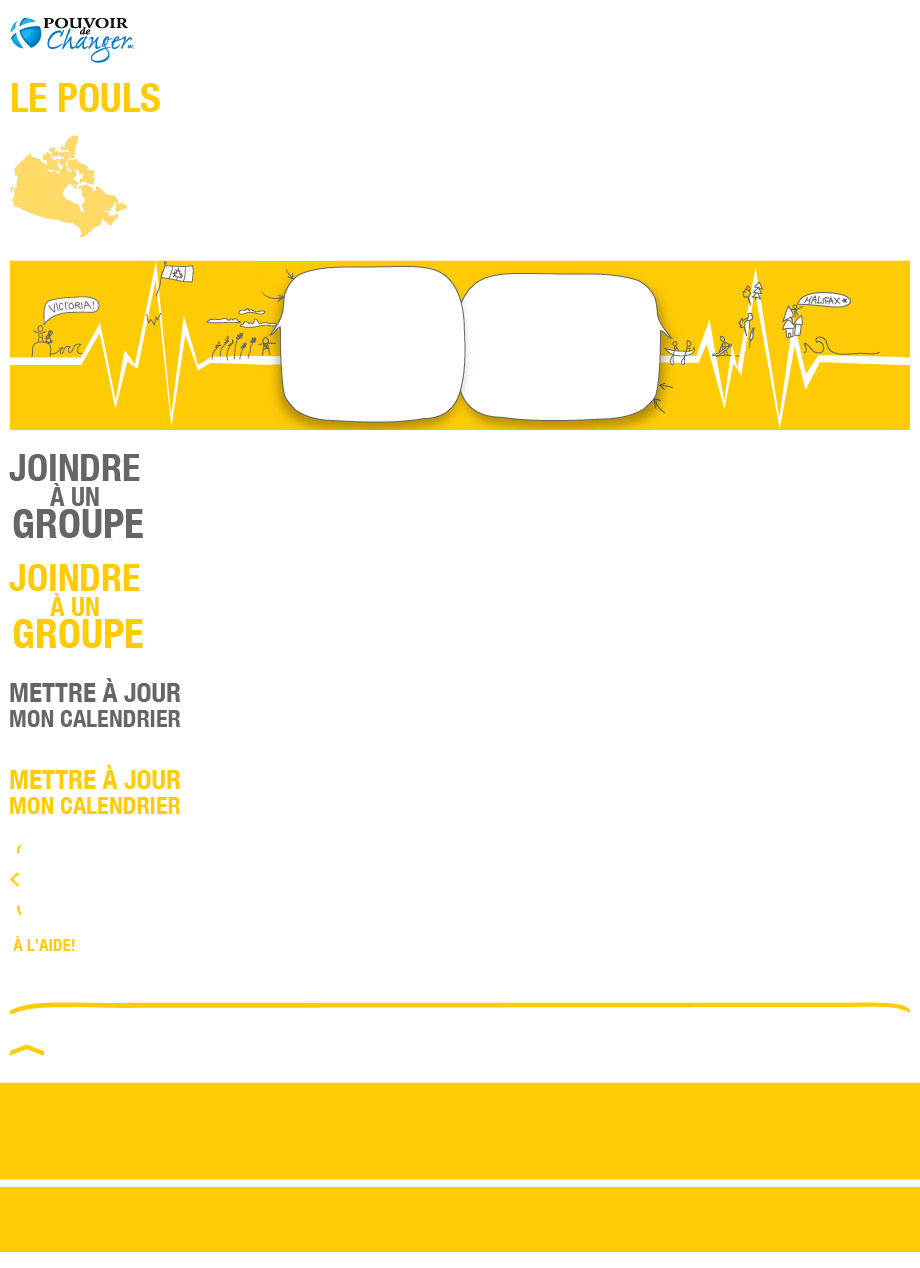 POUVOIR
de
Changer MC
LE POULS
VICTORIA!
HALIFAX
JOINDRE
À UN
GROUPE
JOINDRE
À UN
GROUPE
METTRE À JOUR
MON CALENDRIER
METTRE À JOUR
MON CALENDRIER
À L'AIDE!